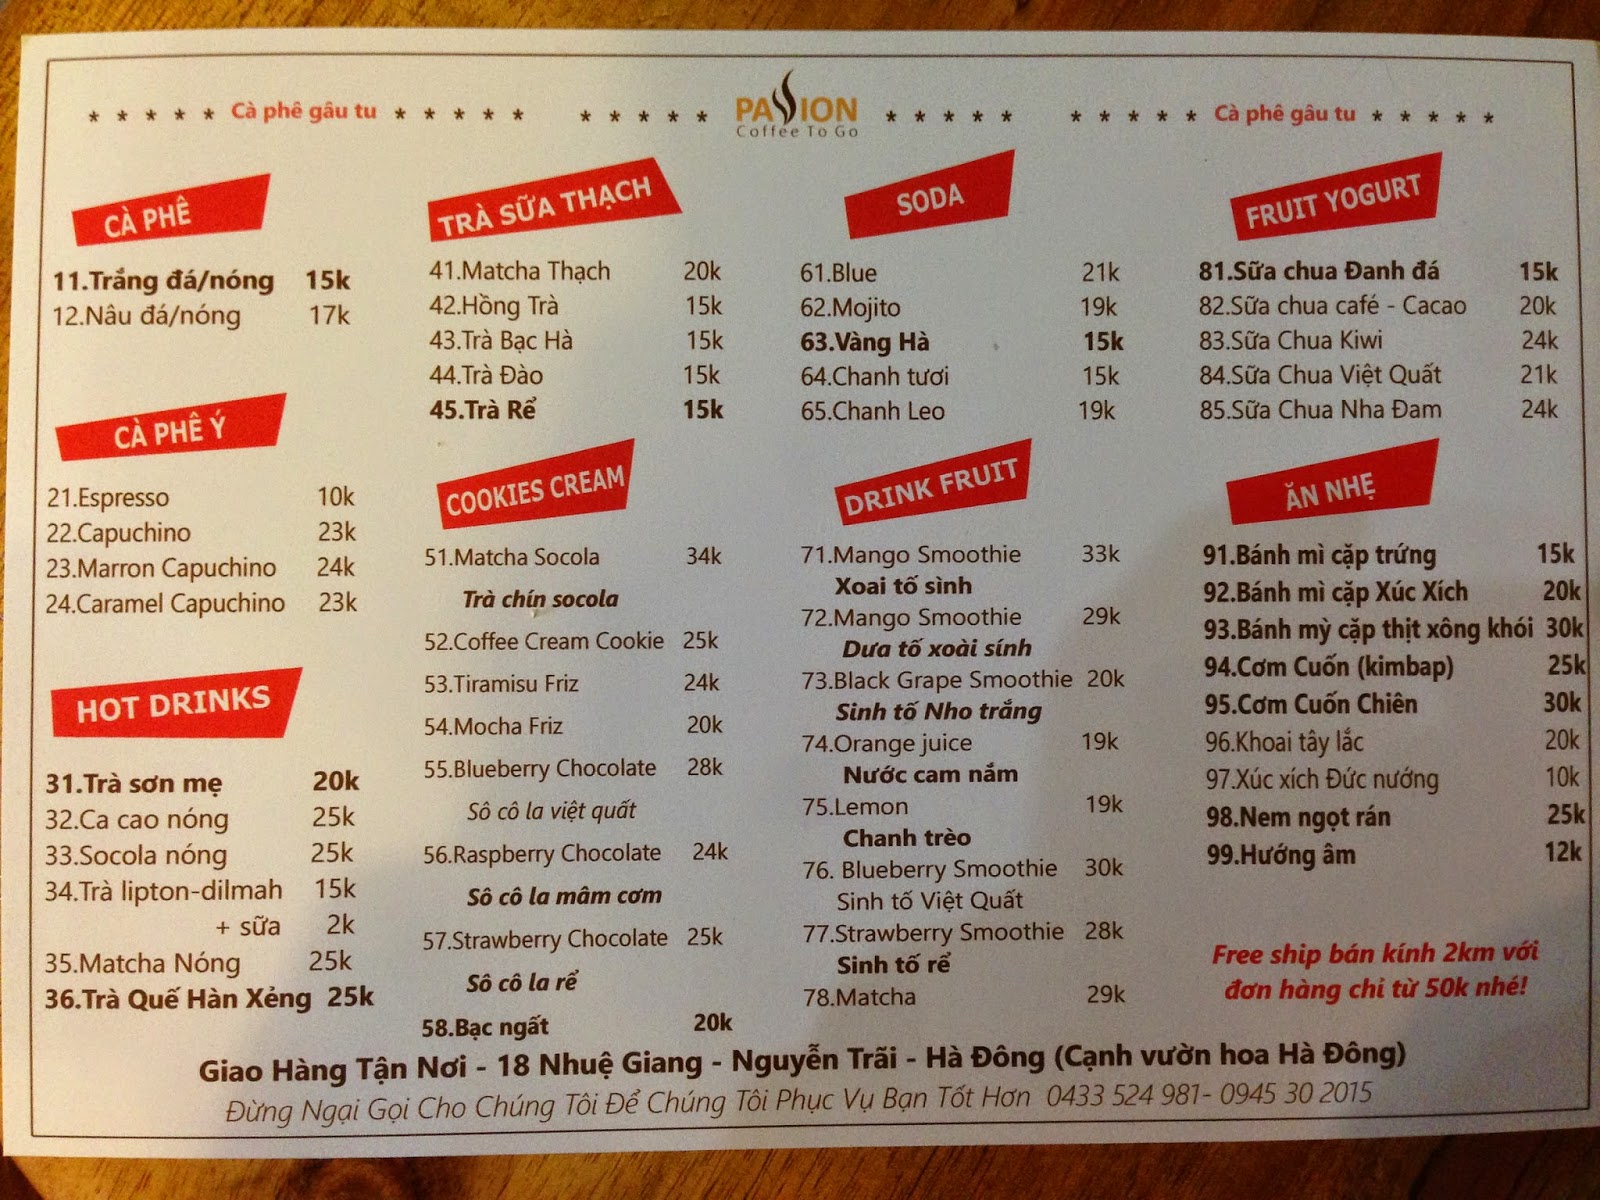 * * * * * Cà phê gâu tu * * * * * * * * * * PASSION * * * * * * * * * * Cà phê gâu tu * * * * *
Coffee To Go
CÀ PHÊ
11.Trắng đá/nóng 15k
12.Nâu đá/nóng 17k
CÀ PHÊ Ý
21.Espresso 10k
22.Capuchino 23k
23.Marron Capuchino 24k
24.Caramel Capuchino 23k
HOT DRINKS
31.Trà sơn mẹ 20k
32.Ca cao nóng 25k
33.Socola nóng 25k
34.Trà lipton-dilmah 15k
+ sữa 2k
35.Matcha Nóng 25k
36.Trà Quế Hàn Xẻng 25k
TRÀ SỮA THẠCH
41.Matcha Thạch 20k
42.Hồng Trà 15k
43.Trà Bạc Hà 15k
44.Trà Đào 15k
45.Trà Rể 15k
COOKIES CREAM
51.Matcha Socola 34k
Trà chín socola
52.Coffee Cream Cookie 25k
53.Tiramisu Friz 24k
54.Mocha Friz 20k
55.Blueberry Chocolate 28k
Sô cô la việt quất
56.Raspberry Chocolate 24k
Sô cô la mâm cơm
57.Strawberry Chocolate 25k
Sô cô la rể
58.Bạc ngất 20k
SODA
61.Blue 21k
62.Mojito 19k
63.Vàng Hà 15k
64.Chanh tươi 15k
65.Chanh Leo 19k
DRINK FRUIT
71.Mango Smoothie 33k
Xoai tố sình
72.Mango Smoothie 29k
Dưa tố xoài sính
73.Black Grape Smoothie 20k
Sinh tố Nho trắng
74.Orange juice 19k
Nước cam nắm
75.Lemon 19k
Chanh trèo
76. Blueberry Smoothie 30k
Sinh tố Việt Quất
77.Strawberry Smoothie 28k
Sinh tố rể
78.Matcha 29k
FRUIT YOGURT
81.Sữa chua Đanh đá 15k
82.Sữa chua café - Cacao 20k
83.Sữa Chua Kiwi 24k
84.Sữa Chua Việt Quất 21k
85.Sữa Chua Nha Đam 24k
ĂN NHẸ
91.Bánh mì cặp trứng 15k
92.Bánh mì cặp Xúc Xích 20k
93.Bánh mỳ cặp thịt xông khói 30k
94.Cơm Cuốn (kimbap) 25k
95.Cơm Cuốn Chiên 30k
96.Khoai tây lắc 20k
97.Xúc xích Đức nướng 10k
98.Nem ngọt rán 25k
99.Hướng âm 12k
Free ship bán kính 2km với
đơn hàng chỉ từ 50k nhé!
Giao Hàng Tận Nơi - 18 Nhuệ Giang - Nguyễn Trãi - Hà Đông (Cạnh vườn hoa Hà Đông)
Đừng Ngại Gọi Cho Chúng Tôi Để Chúng Tôi Phục Vụ Bạn Tốt Hơn 0433 524 981- 0945 30 2015